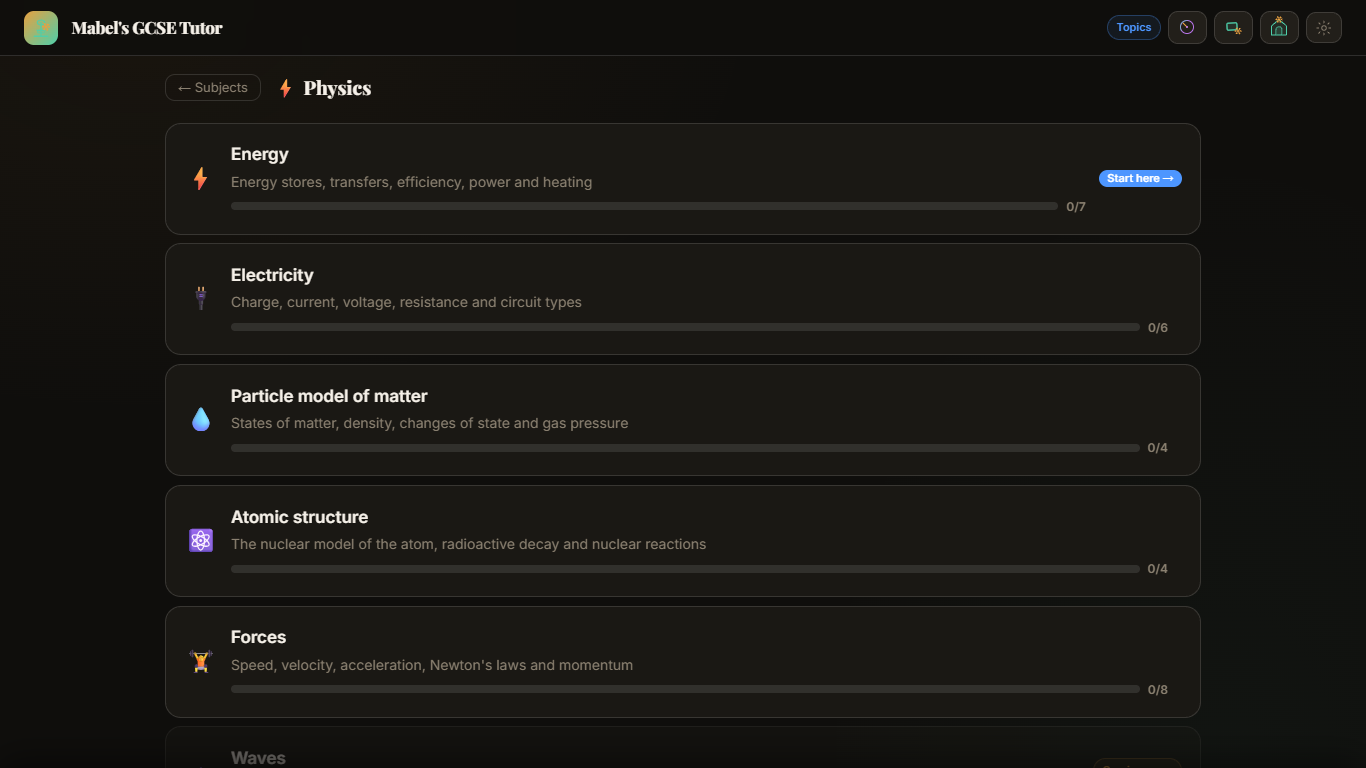 Mabel's GCSE Tutor
Topics
← Subjects
Physics
Energy
Energy stores, transfers, efficiency, power and heating
0/7
Start here →
Electricity
Charge, current, voltage, resistance and circuit types
0/6
Particle model of matter
States of matter, density, changes of state and gas pressure
0/4
Atomic structure
The nuclear model of the atom, radioactive decay and nuclear reactions
0/4
Forces
Speed, velocity, acceleration, Newton's laws and momentum
0/8
Waves